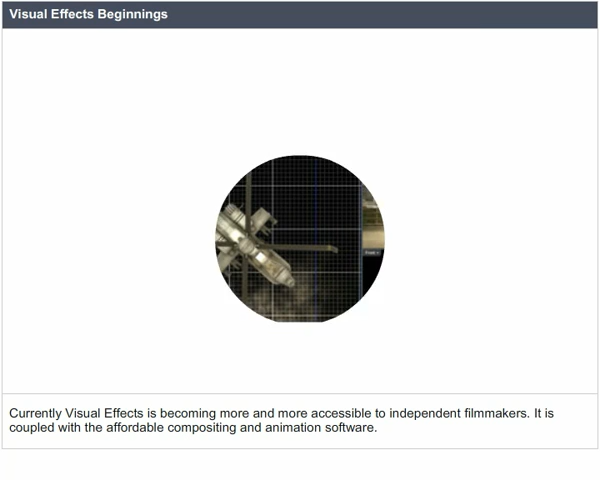 Visual Effects Beginnings
Currently Visual Effects is becoming more and more accessible to independent filmmakers. It is
coupled with the affordable compositing and animation software.